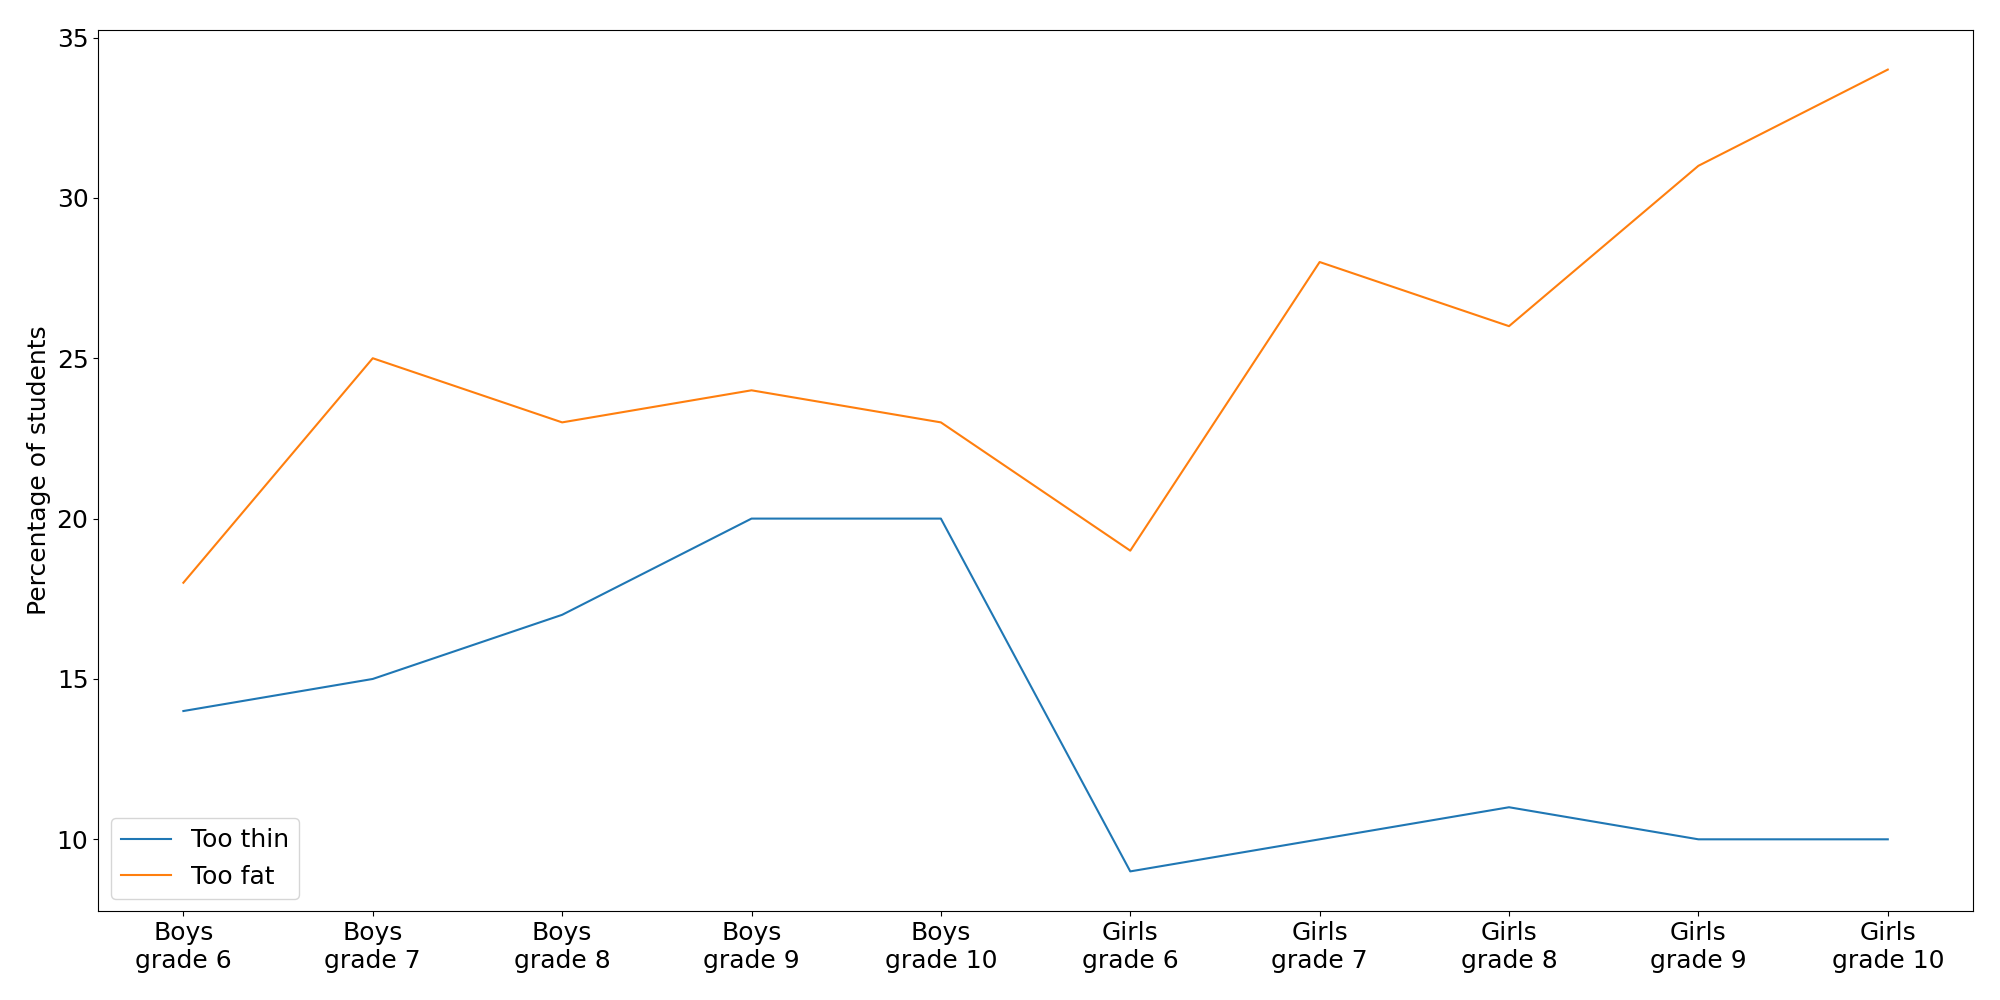 Percentage of students
35
30
25
20
15
10
Too thin
Too fat
Boys
grade 6
Boys
grade 7
Boys
grade 8
Boys
grade 9
Boys
grade 10
Girls
grade 6
Girls
grade 7
Girls
grade 8
Girls
grade 9
Girls
grade 10